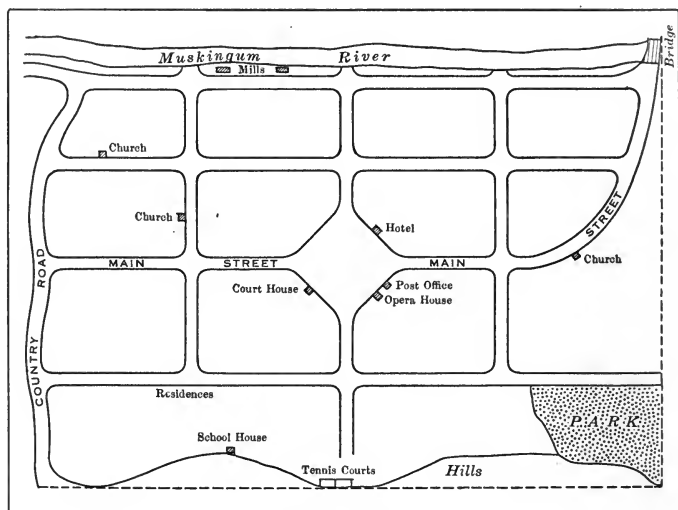 Muskingum River
Bridge
Mills
Church
Church
Hotel
STREET
MAIN STREET MAIN
Church
COUNTRY ROAD
Court House
Post Office
Opera House
Residences
PARK
School House
Tennis Courts
Hills